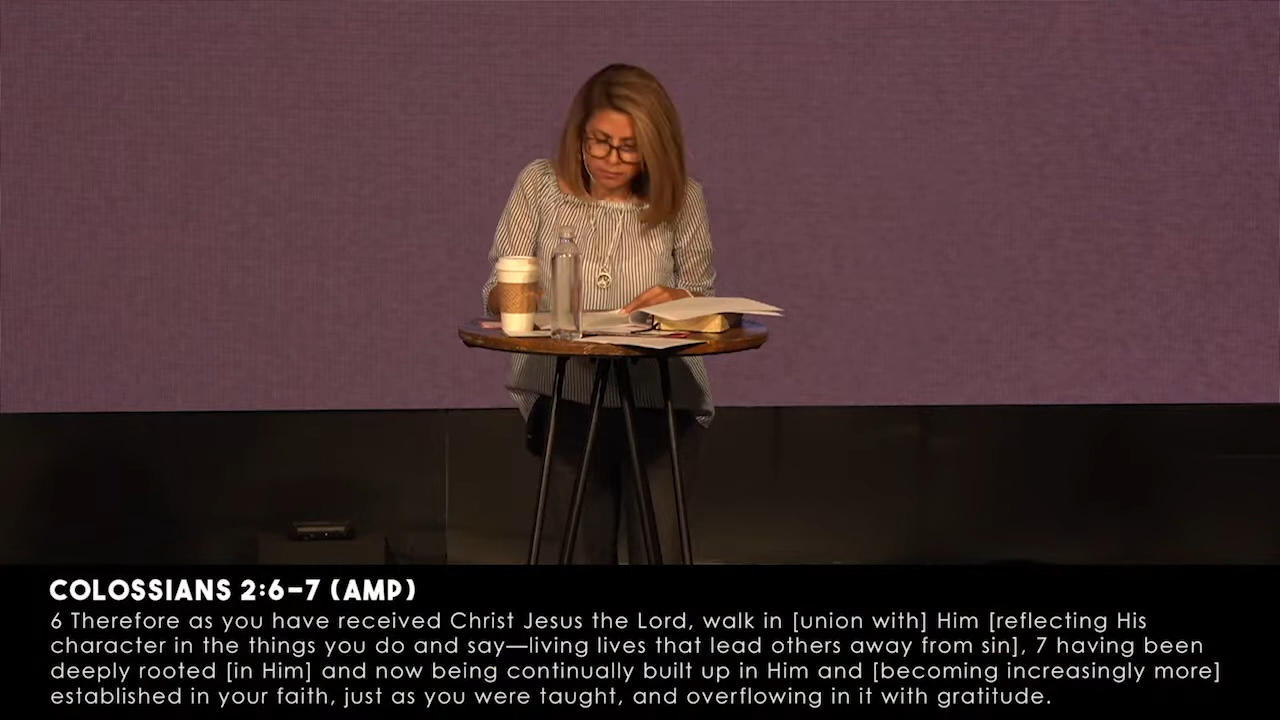 COLOSSIANS 2:6-7 (AMP)
6 Therefore as you have received Christ Jesus the Lord, walk in [union with] Him [reflecting His
character in the things you do and say—living lives that lead others away from sin], 7 having been
deeply rooted [in Him] and now being continually built up in Him and [becoming increasingly more]
established in your faith, just as you were taught, and overflowing in it with gratitude.